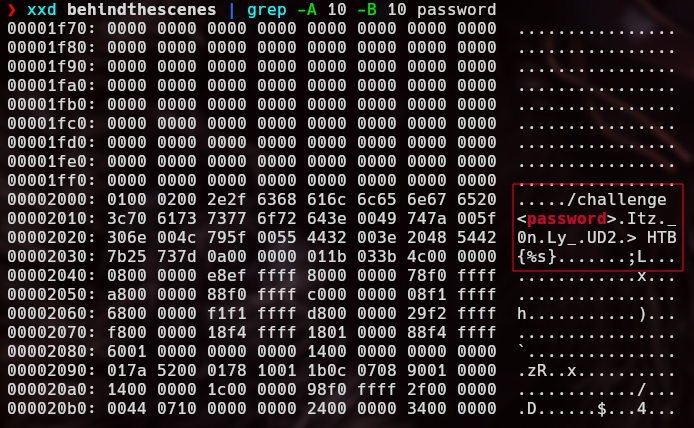 ❯ xxd behindthescenes | grep -A 10 -B 10 password
00001f70: 0000 0000 0000 0000 0000 0000 0000 0000  ................
00001f80: 0000 0000 0000 0000 0000 0000 0000 0000  ................
00001f90: 0000 0000 0000 0000 0000 0000 0000 0000  ................
00001fa0: 0000 0000 0000 0000 0000 0000 0000 0000  ................
00001fb0: 0000 0000 0000 0000 0000 0000 0000 0000  ................
00001fc0: 0000 0000 0000 0000 0000 0000 0000 0000  ................
00001fd0: 0000 0000 0000 0000 0000 0000 0000 0000  ................
00001fe0: 0000 0000 0000 0000 0000 0000 0000 0000  ................
00001ff0: 0000 0000 0000 0000 0000 0000 0000 0000  ................
00002000: 0100 0200 2e2f 6368 616c 6c65 6e67 6520  ...../challenge
00002010: 3c70 6173 7377 6f72 643e 0049 747a 005f  <password>.Itz._
00002020: 306e 004c 795f 0055 4432 003e 2048 5442  0n.Ly_.UD2.> HTB
00002030: 7b25 737d 0a00 0000 011b 033b 4c00 0000  {%s}.......;L...
00002040: 0800 0000 e8ef ffff 8000 0000 78f0 ffff  ............x...
00002050: a800 0000 88f0 ffff c000 0000 08f1 ffff  ................
00002060: 6800 0000 f1f1 ffff d800 0000 29f2 ffff  h...........)...
00002070: f800 0000 18f4 ffff 1801 0000 88f4 ffff  ................
00002080: 6001 0000 0000 0000 1400 0000 0000 0000  `...............
00002090: 017a 5200 0178 1001 1b0c 0708 9001 0000  .zR..x..........
000020a0: 1400 0000 1c00 0000 98f0 ffff 2f00 0000  ............/...
000020b0: 0044 0710 0000 0000 2400 0000 3400 0000  .D......$...4...